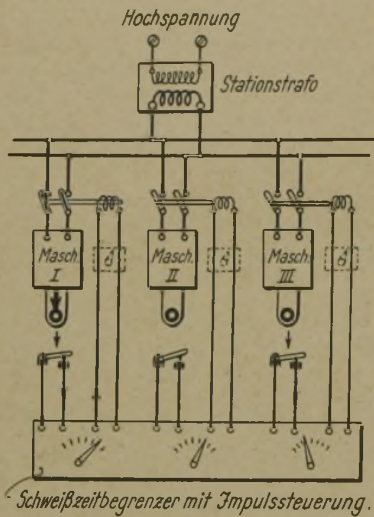 Hochspannung
Stationstrafo
Masch. I
Masch. II
Masch. III
Schweißzeitbegrenzer mit Impulssteuerung.